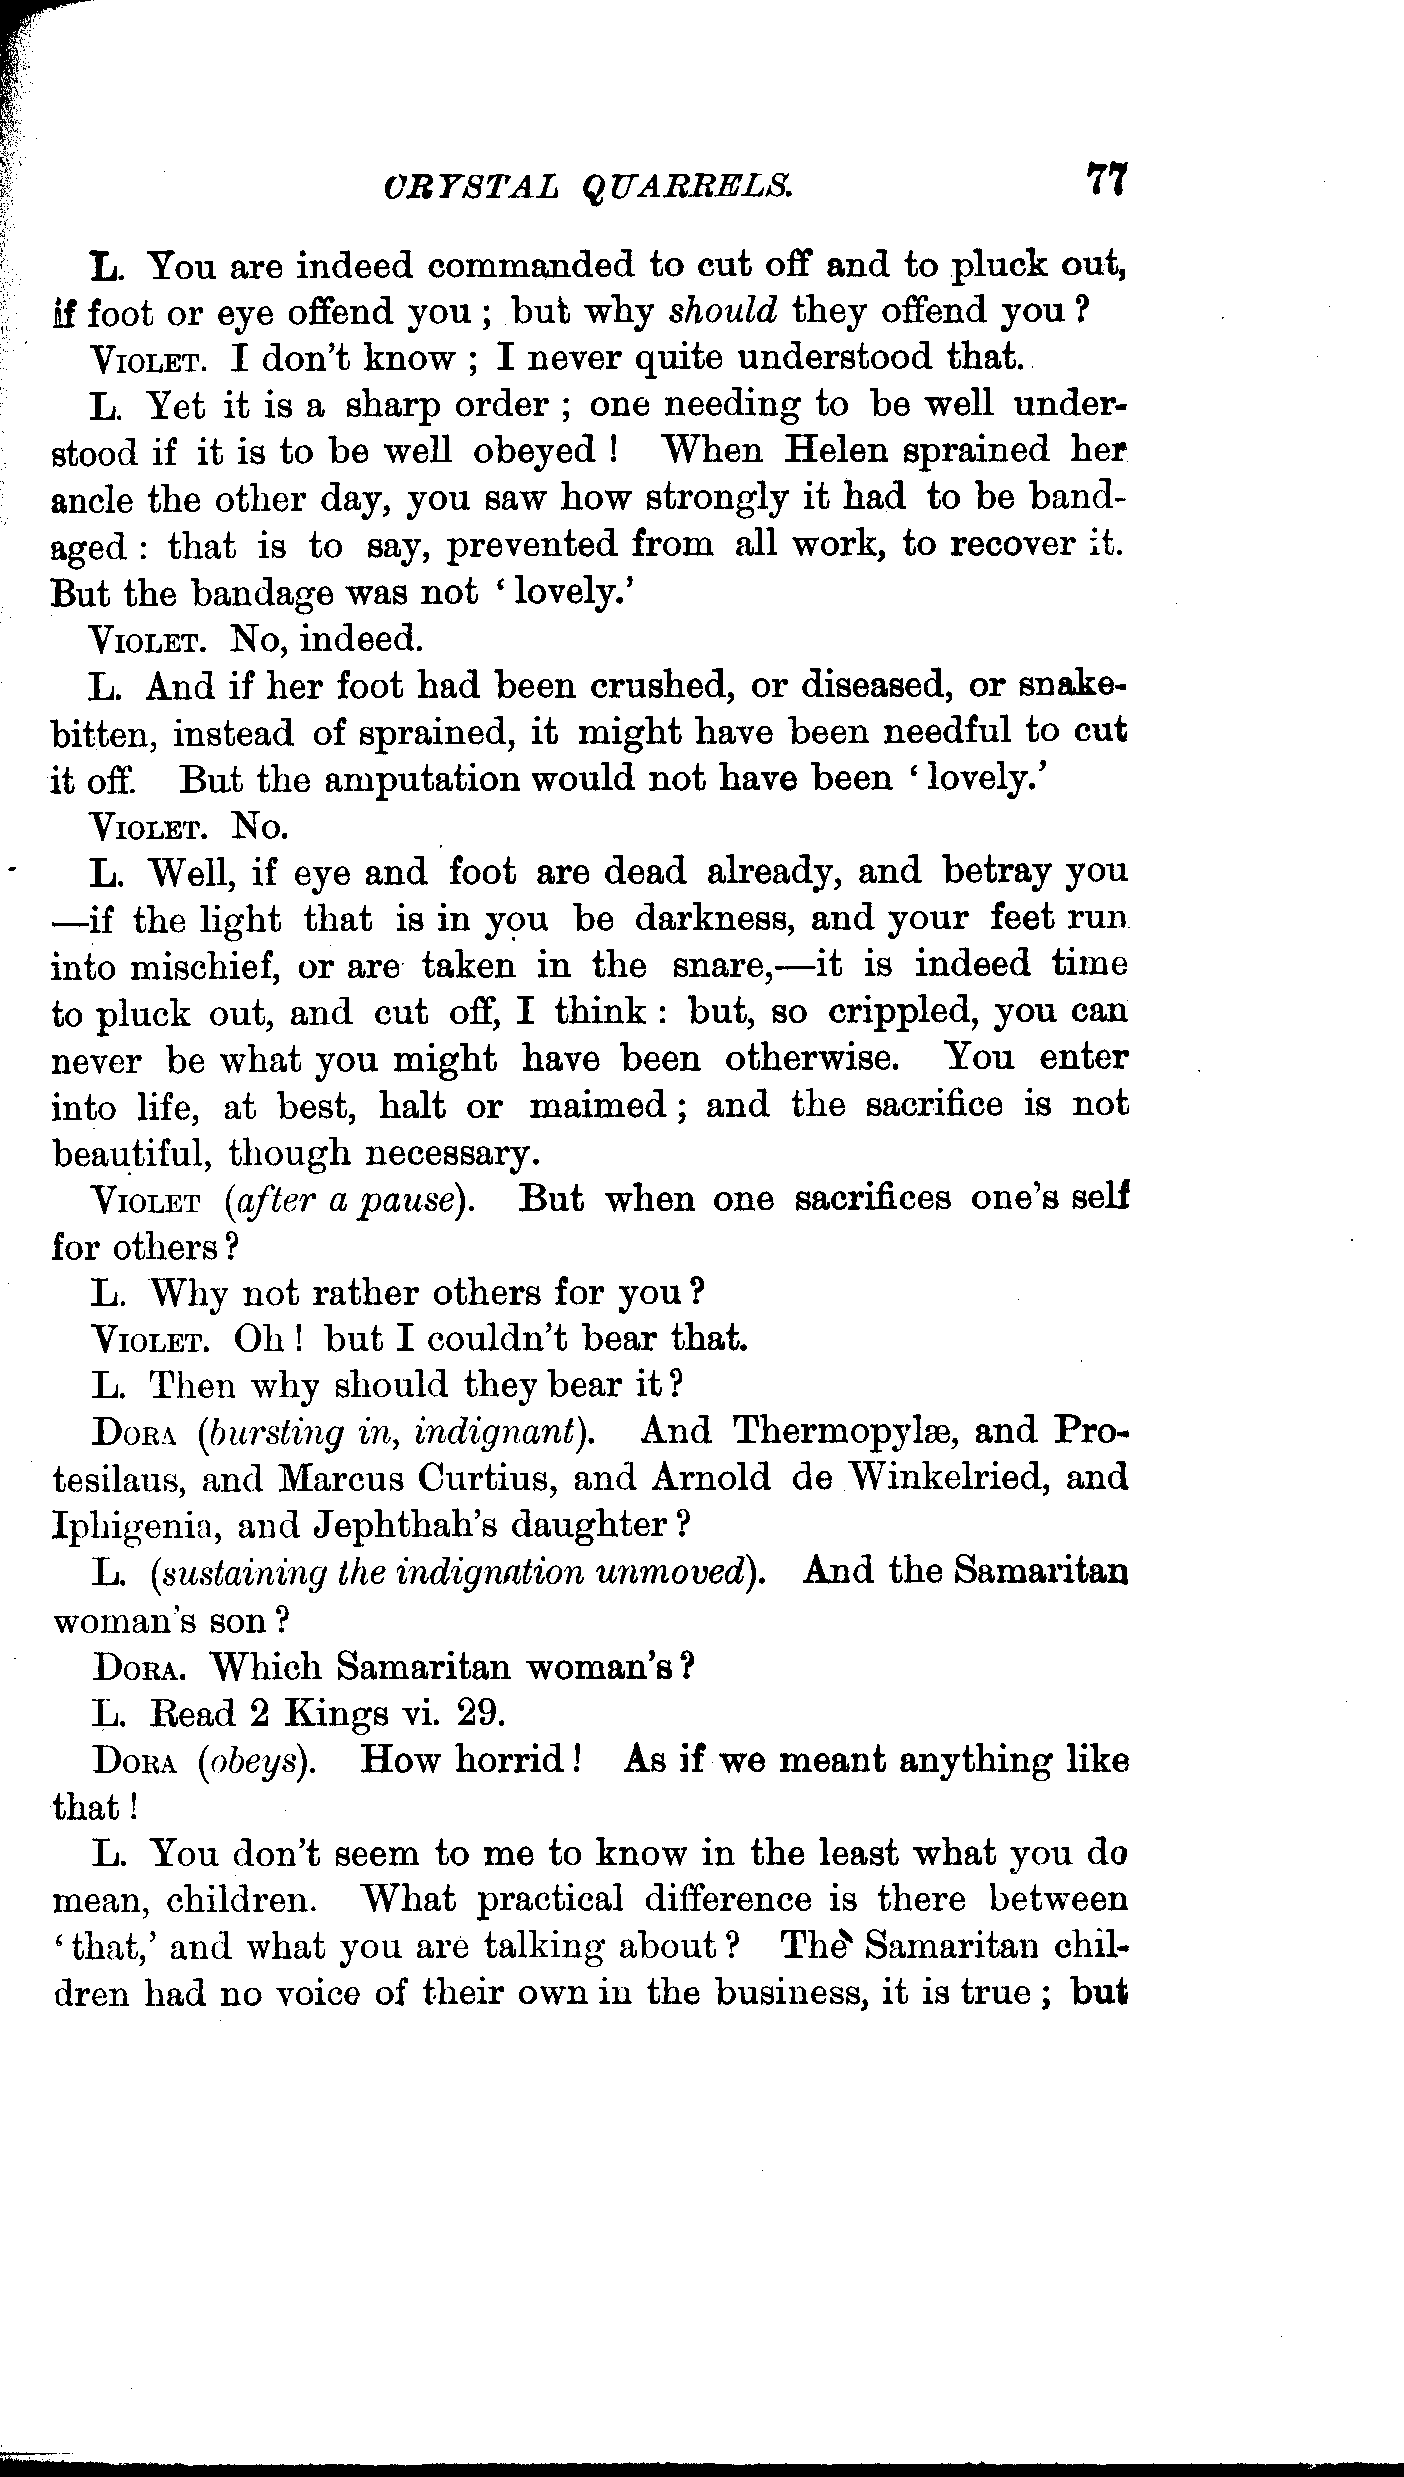 CRYSTAL QUARRELS. 77
L. You are indeed commanded to cut off and to pluck out,
if foot or eye offend you ; but why should they offend you ?
VIOLET. I don't know ; I never quite understood that.
L. Yet it is a sharp order ; one needing to be well under-
stood if it is to be well obeyed ! When Helen sprained her
ancle the other day, you saw how strongly it had to be band-
aged : that is to say, prevented from all work, to recover it.
But the bandage was not ‘ lovely.’
VIOLET. No, indeed.
L. And if her foot had been crushed, or diseased, or snake-
bitten, instead of sprained, it might have been needful to cut
it off. But the amputation would not have been ‘ lovely.’
VIOLET. No.
L. Well, if eye and foot are dead already, and betray you
—if the light that is in you be darkness, and your feet run
into mischief, or are taken in the snare,—it is indeed time
to pluck out, and cut off, I think : but, so crippled, you can
never be what you might have been otherwise. You enter
into life, at best, halt or maimed ; and the sacrifice is not
beautiful, though necessary.
VIOLET (after a pause). But when one sacrifices one's self
for others ?
L. Why not rather others for you ?
VIOLET. Oh ! but I couldn't bear that.
L. Then why should they bear it ?
DORA (bursting in, indignant). And Thermopylæ, and Pro-
tesilaus, and Marcus Curtius, and Arnold de Winkelried, and
Iphigenia, and Jephthah's daughter ?
L. (sustaining the indignation unmoved). And the Samaritan
woman's son ?
DORA. Which Samaritan woman's ?
L. Read 2 Kings vi. 29.
DORA (obeys). How horrid ! As if we meant anything like
that !
L. You don't seem to me to know in the least what you do
mean, children. What practical difference is there between
‘ that,’ and what you are talking about ? The Samaritan chil-
dren had no voice of their own in the business, it is true ; but